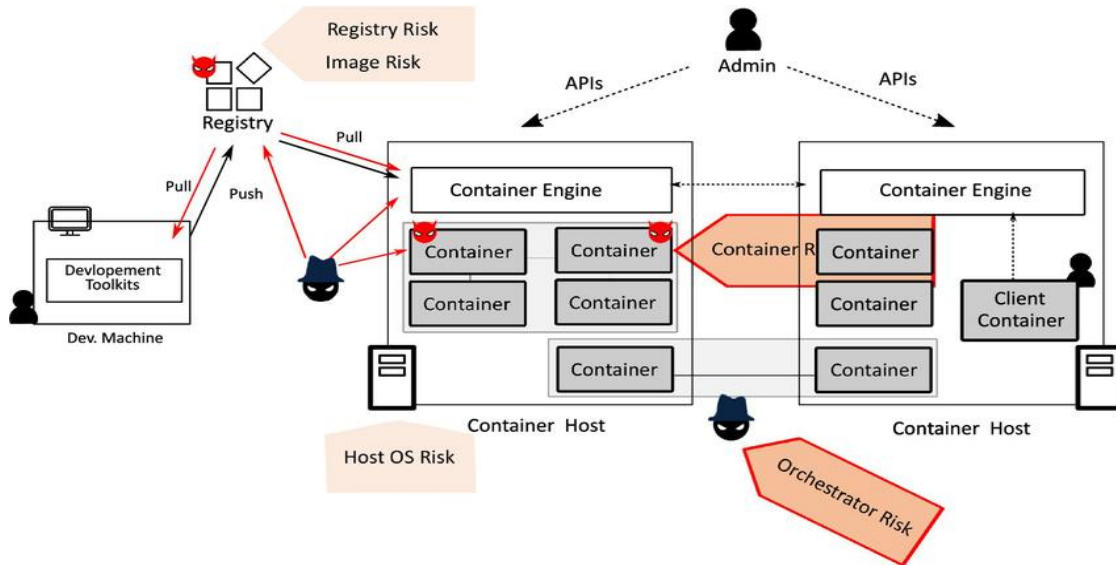 Registry Risk
Image Risk
Admin
APIs
APIs
Registry
Pull
Pull
Push
Container Engine
Container Engine
Container
Container
Container R
Container
Container
Container
Container
Client
Container
Devlopement
Toolkits
Dev. Machine
Container
Container
Container Host
Container Host
Host OS Risk
Orchestrator Risk